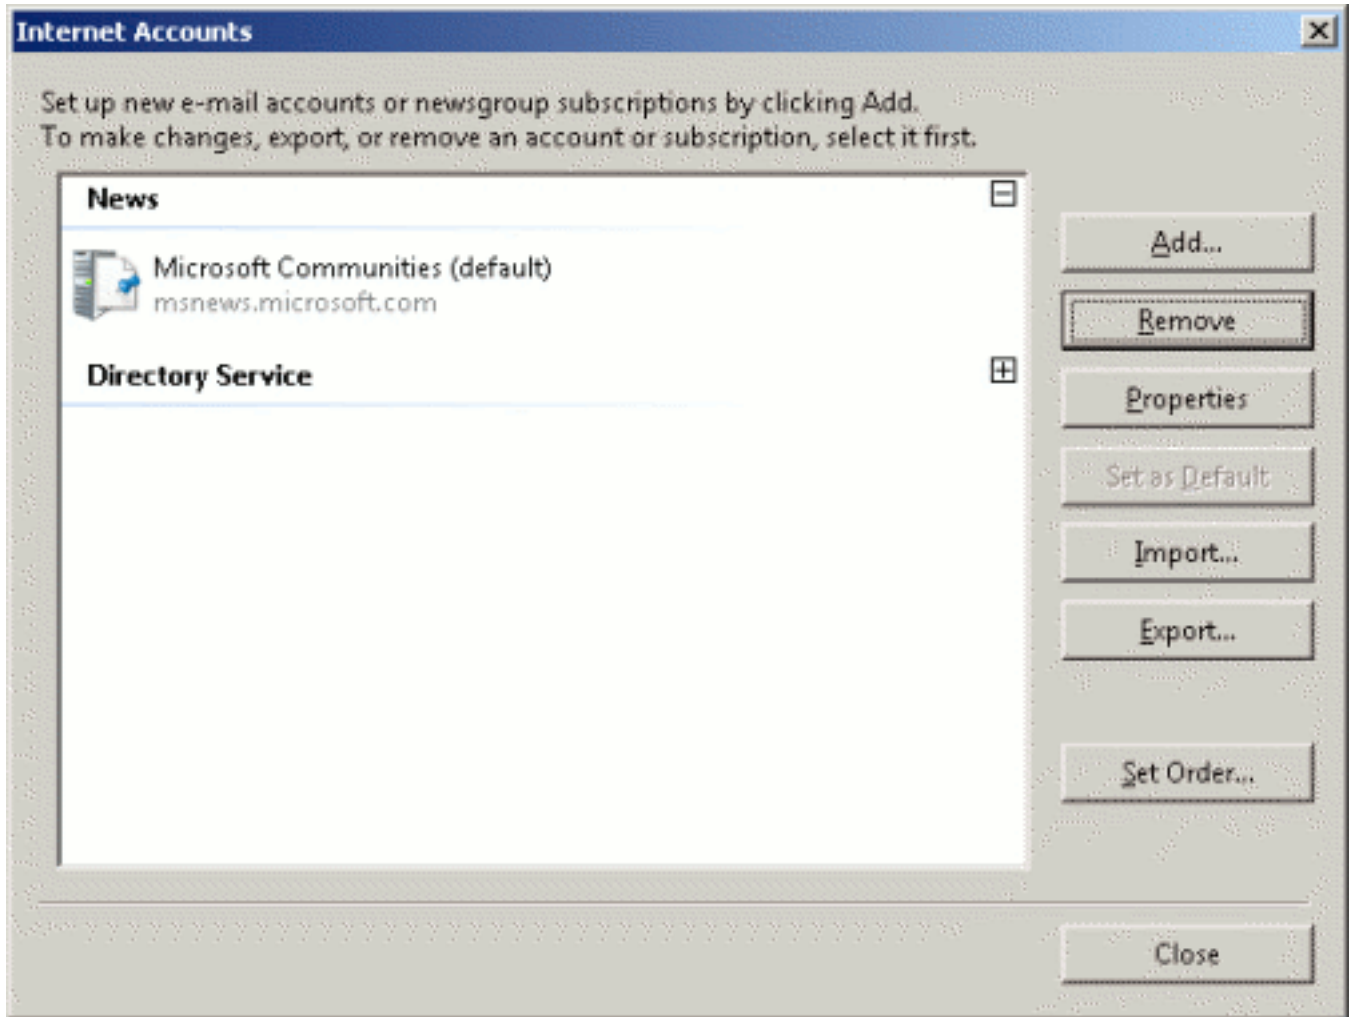 Internet Accounts
Set up new e-mail accounts or newsgroup subscriptions by clicking Add.
To make changes, export, or remove an account or subscription, select it first.
News
Microsoft Communities (default)
msnews.microsoft.com
Directory Service
Add...
Remove
Properties
Set as Default
Import...
Export...
Set Order...
Close